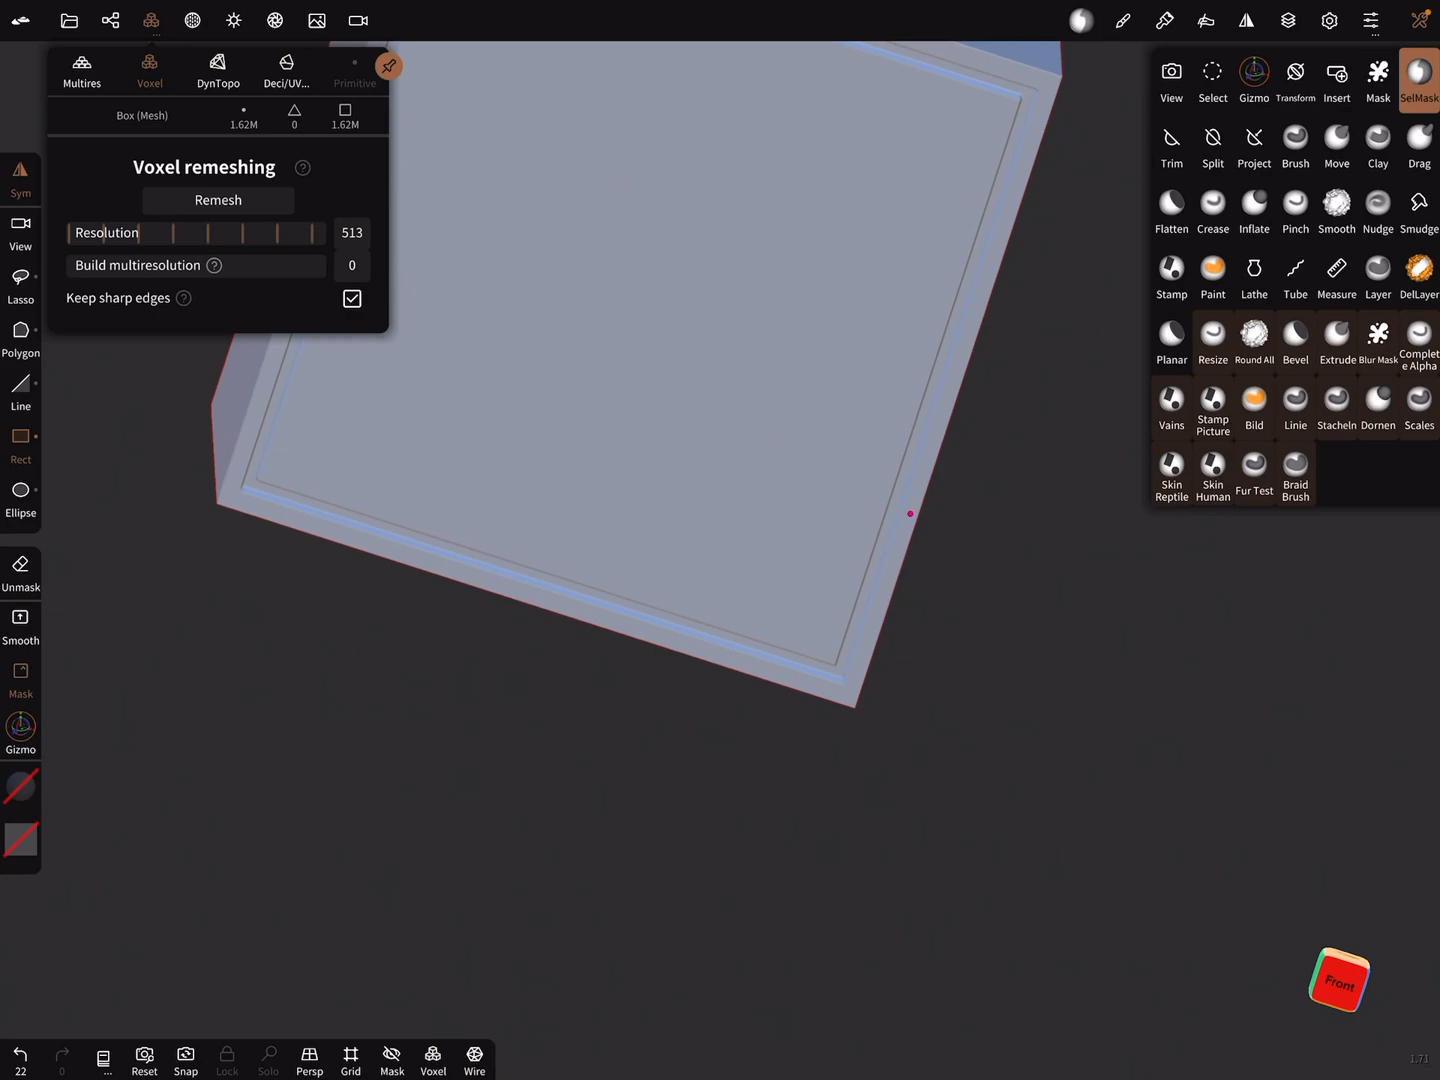 Multires
Voxel
DynTopo
Deci/UV...
Primitive
Box (Mesh)
1.62M
0
1.62M
Voxel remeshing ?
Remesh
Resolution
513
Build multiresolution ?
0
Keep sharp edges ?
Sym
View
Lasso
Polygon
Line
Rect
Ellipse
Unmask
Smooth
Mask
Gizmo
View
Select
Gizmo
Transform
Insert
Mask
SelMask
Trim
Split
Project
Brush
Move
Clay
Drag
Flatten
Crease
Inflate
Pinch
Smooth
Nudge
Smudge
Stamp
Paint
Lathe
Tube
Measure
Layer
DelLayer
Planar
Resize
Round All
Bevel
Extrude
Blur Mask
Complet
e Alpha
Vains
Stamp
Picture
Bild
Linie
Stacheln
Dornen
Scales
Skin
Reptile
Skin
Human
Fur Test
Braid
Brush
Front
22
0
...
Reset
Snap
Lock
Solo
Persp
Grid
Mask
Voxel
Wire
1.71